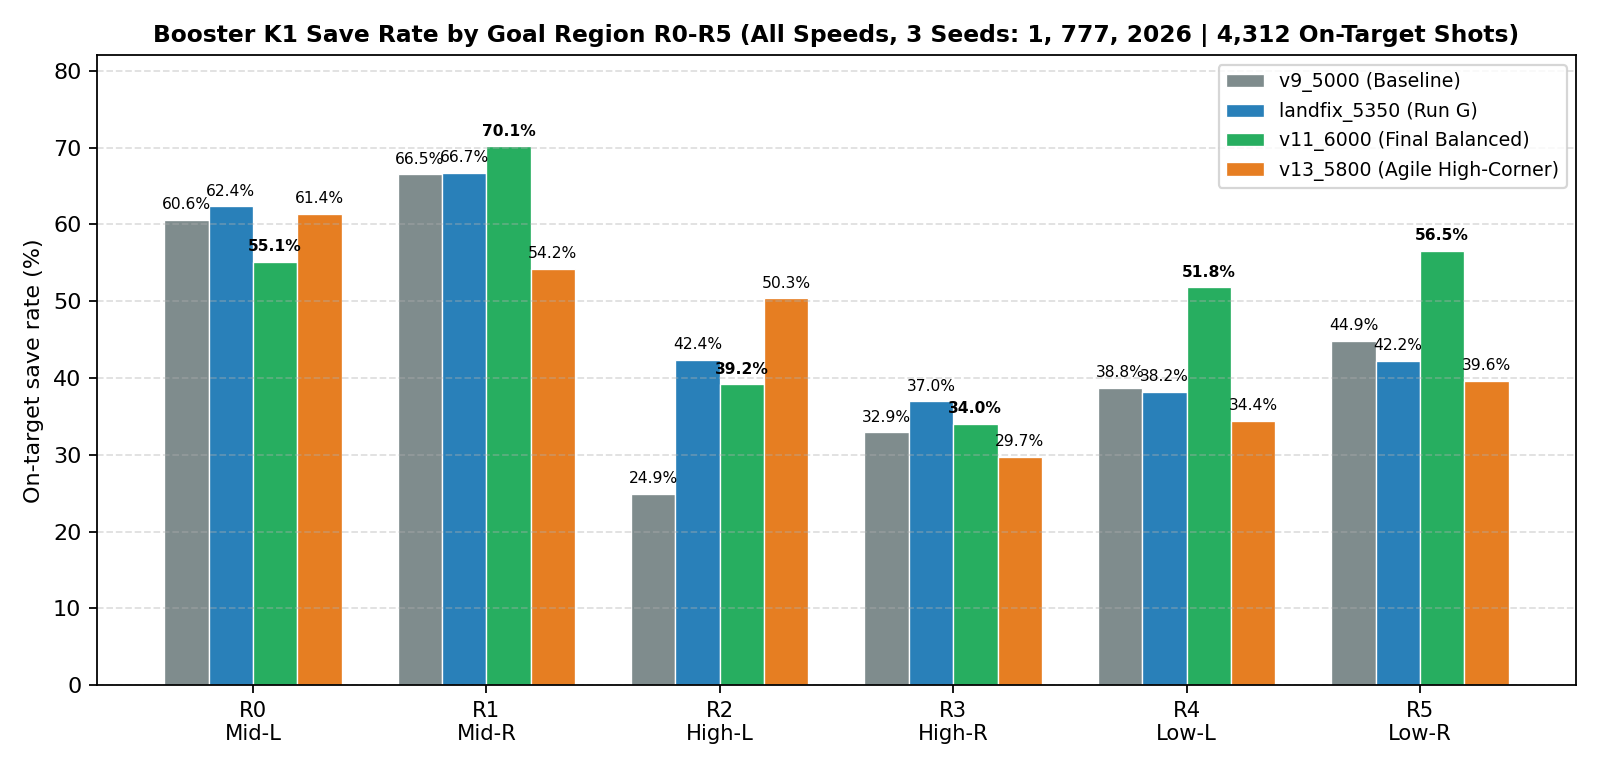 Booster K1 Save Rate by Goal Region R0-R5 (All Speeds, 3 Seeds: 1, 777, 2026 | 4,312 On-Target Shots)
v9_5000 (Baseline)
landfix_5350 (Run G)
v11_6000 (Final Balanced)
v13_5800 (Agile High-Corner)
On-target save rate (%)
80
70
60
50
40
30
20
10
0
60.6%
62.4%
55.1%
61.4%
66.5%
66.7%
70.1%
54.2%
24.9%
42.4%
39.2%
50.3%
32.9%
37.0%
34.0%
29.7%
38.8%
38.2%
51.8%
34.4%
44.9%
42.2%
56.5%
39.6%
R0
Mid-L
R1
Mid-R
R2
High-L
R3
High-R
R4
Low-L
R5
Low-R